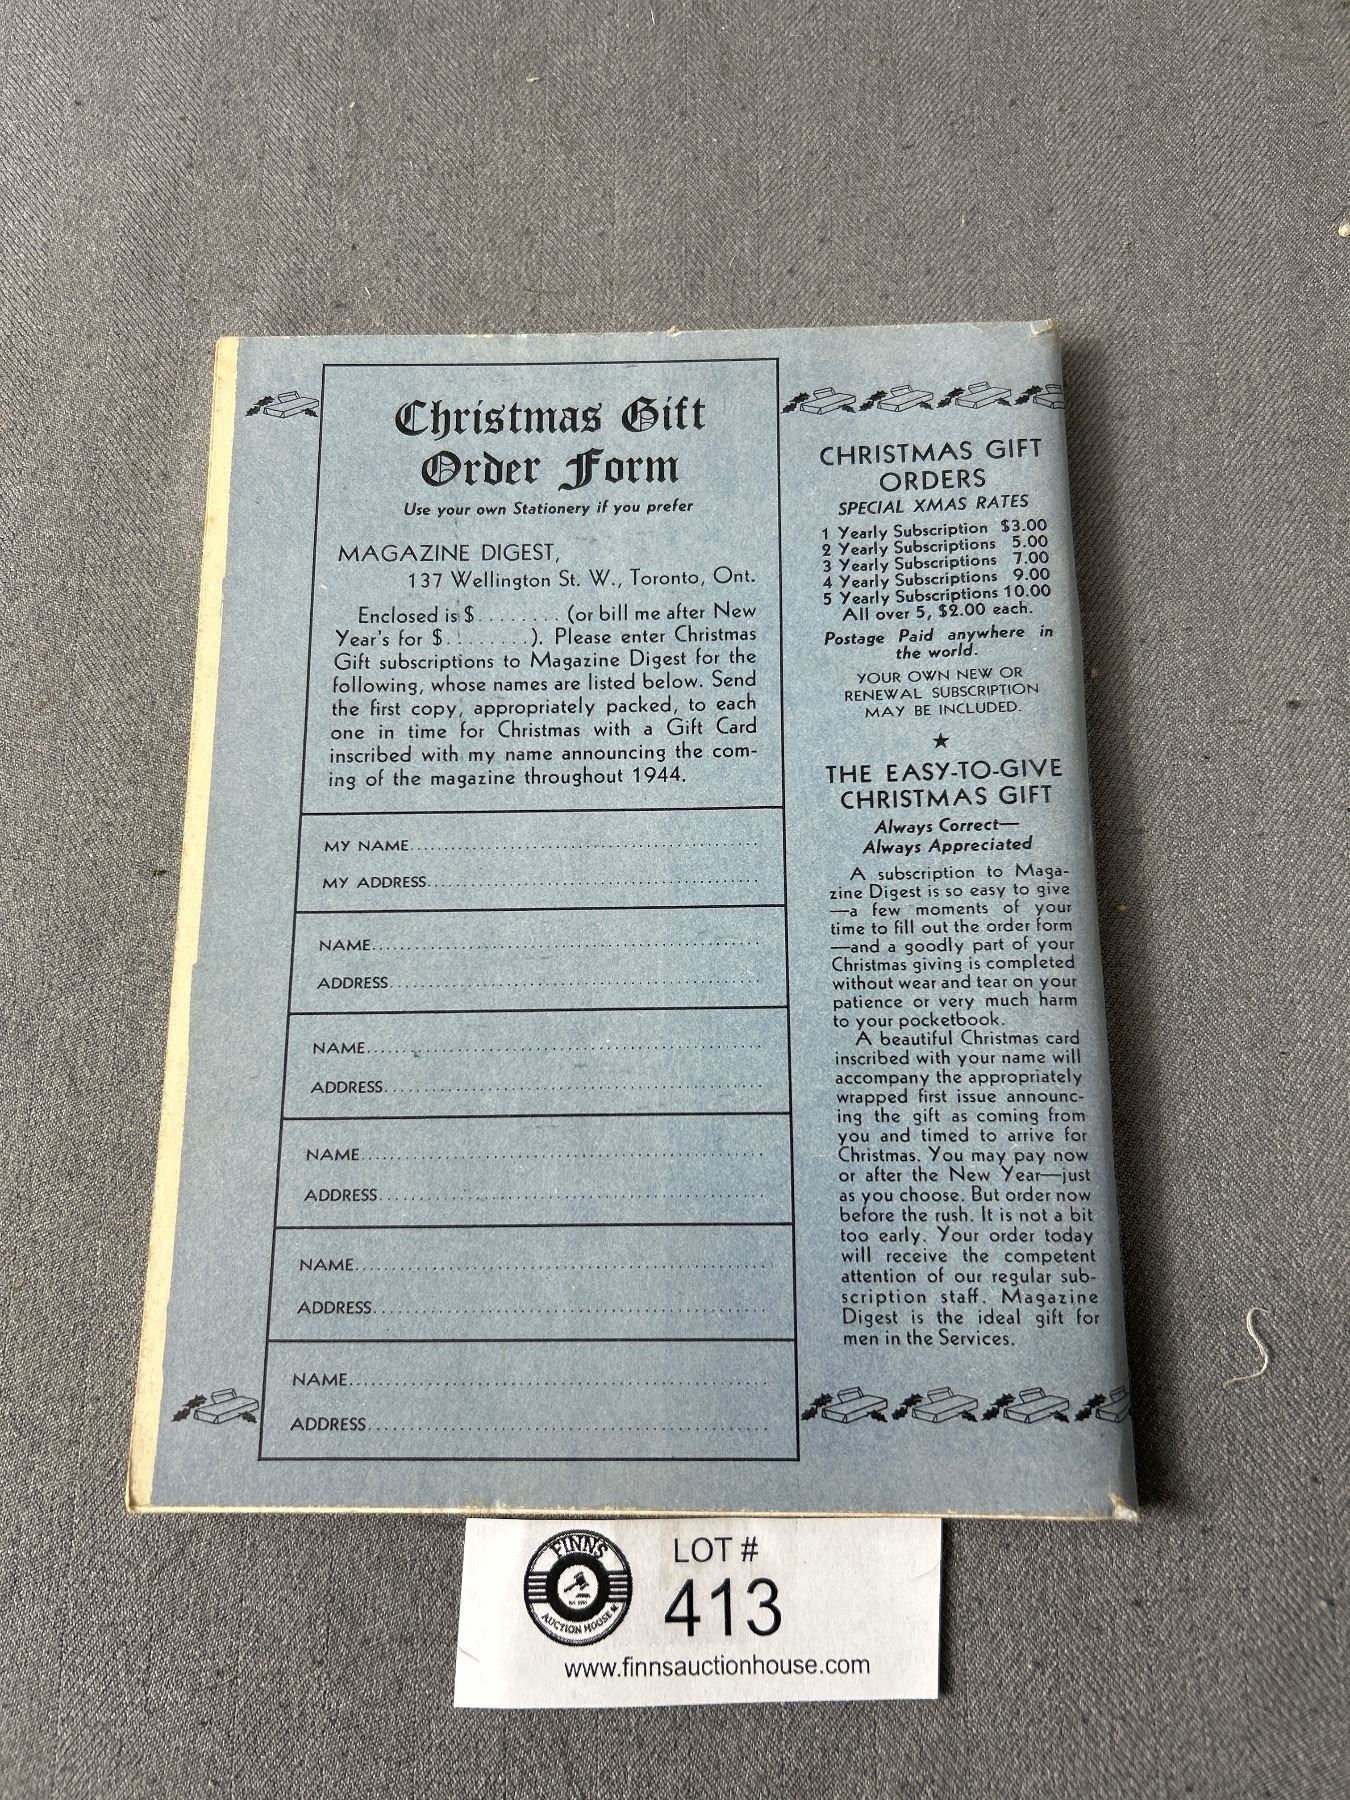 Christmas Gift
Order Form
Use your own Stationery if you prefer
MAGAZINE DIGEST,
137 Wellington St. W., Toronto, Ont.
Enclosed is $........ (or bill me after New
Year's for $........). Please enter Christmas
Gift subscriptions to Magazine Digest for the
following, whose names are listed below. Send
the first copy, appropriately packed, to each
one in time for Christmas with a Gift Card
inscribed with my name announcing the com-
ing of the magazine throughout 1944.
MY NAME
MY ADDRESS
NAME
ADDRESS
NAME
ADDRESS
NAME
ADDRESS
NAME
ADDRESS
NAME
ADDRESS
CHRISTMAS GIFT
ORDERS
SPECIAL XMAS RATES
1 Yearly Subscription $3.00
2 Yearly Subscriptions 5.00
3 Yearly Subscriptions 7.00
4 Yearly Subscriptions 9.00
5 Yearly Subscriptions 10.00
All over 5, $2.00 each.
Postage Paid anywhere in
the world.
YOUR OWN NEW OR
RENEWAL SUBSCRIPTION
MAY BE INCLUDED.
★
THE EASY-TO-GIVE
CHRISTMAS GIFT
Always Correct—
Always Appreciated
A subscription to Maga-
zine Digest is so easy to give
—a few moments of your
time to fill out the order form
—and a goodly part of your
Christmas giving is completed
without wear and tear on your
patience or very much harm
to your pocketbook.
A beautiful Christmas card
inscribed with your name will
accompany the appropriately
wrapped first issue announc-
ing the gift as coming from
you and timed to arrive for
Christmas. You may pay now
or after the New Year—just
as you choose. But order now
before the rush. It is not a bit
too early. Your order today
will receive the competent
attention of our regular sub-
scription staff. Magazine
Digest is the ideal gift for
men in the Services.
FINNS
AUCTION HOUSE
LOT #
413
www.finnsauctionhouse.com